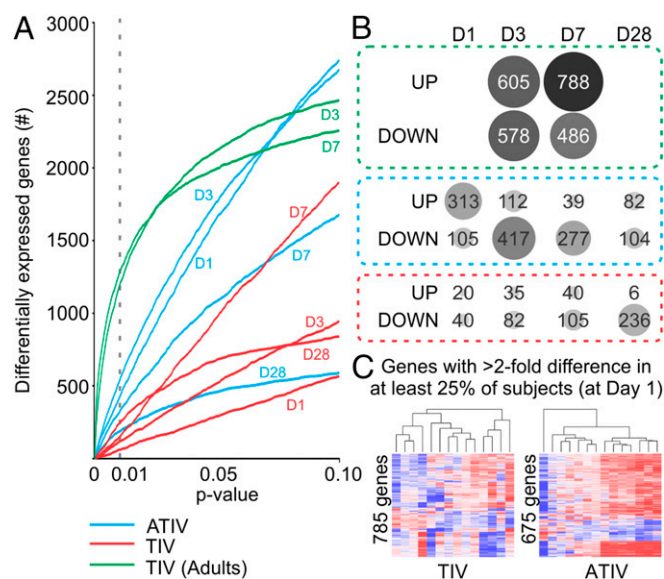 A
Differentially expressed genes (#)
3000
2500
2000
1500
1000
500
0
0.01
0.05
0.10
p-value
D3
D7
D3
D1
D7
D7
D3
D28
D28
D1
ATIV
TIV
TIV (Adults)
B
D1 D3 D7 D28
UP 605 788
DOWN 578 486
UP 313 112 39 82
DOWN 105 417 277 104
UP 20 35 40 6
DOWN 40 82 105 236
C Genes with >2-fold difference in
at least 25% of subjects (at Day 1)
785 genes
TIV
675 genes
ATIV